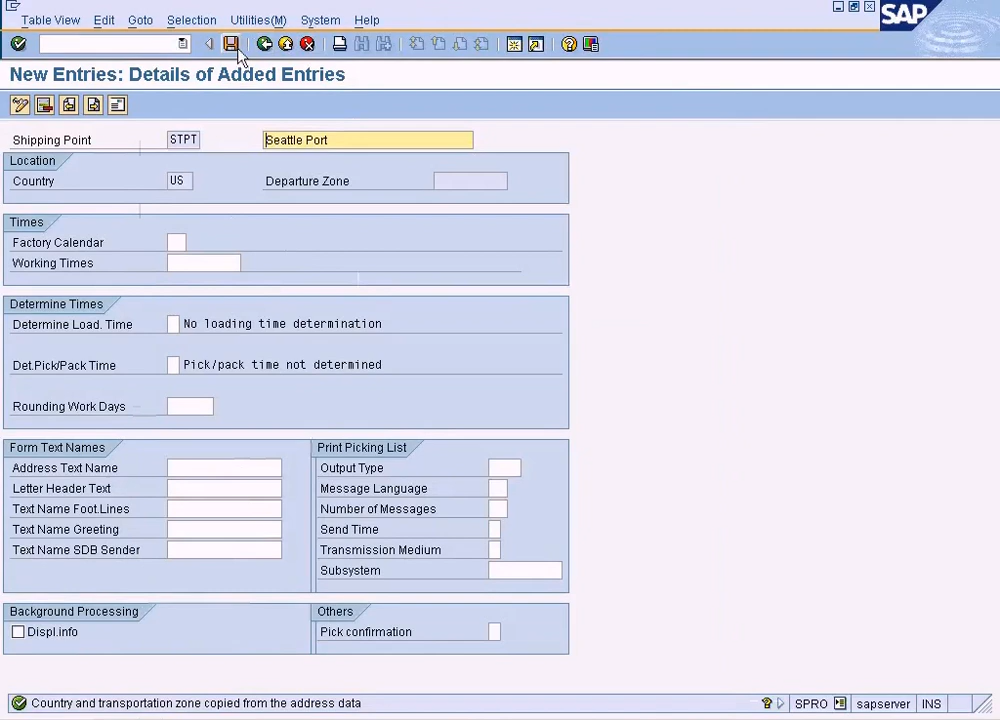 Table View Edit Goto Selection Utilities(M) System Help
SAP
New Entries: Details of Added Entries
Shipping Point STPT Seattle Port
Location
Country US Departure Zone
Times
Factory Calendar
Working Times
Determine Times
Determine Load. Time No loading time determination
Det.Pick/Pack Time Pick/pack time not determined
Rounding Work Days
Form Text Names Print Picking List
Address Text Name Output Type
Letter Header Text Message Language
Text Name Foot.Lines Number of Messages
Text Name Greeting Send Time
Text Name SDB Sender Transmission Medium
Subsystem
Background Processing Others
Displ.info Pick confirmation
Country and transportation zone copied from the address data SPRO sapserver INS